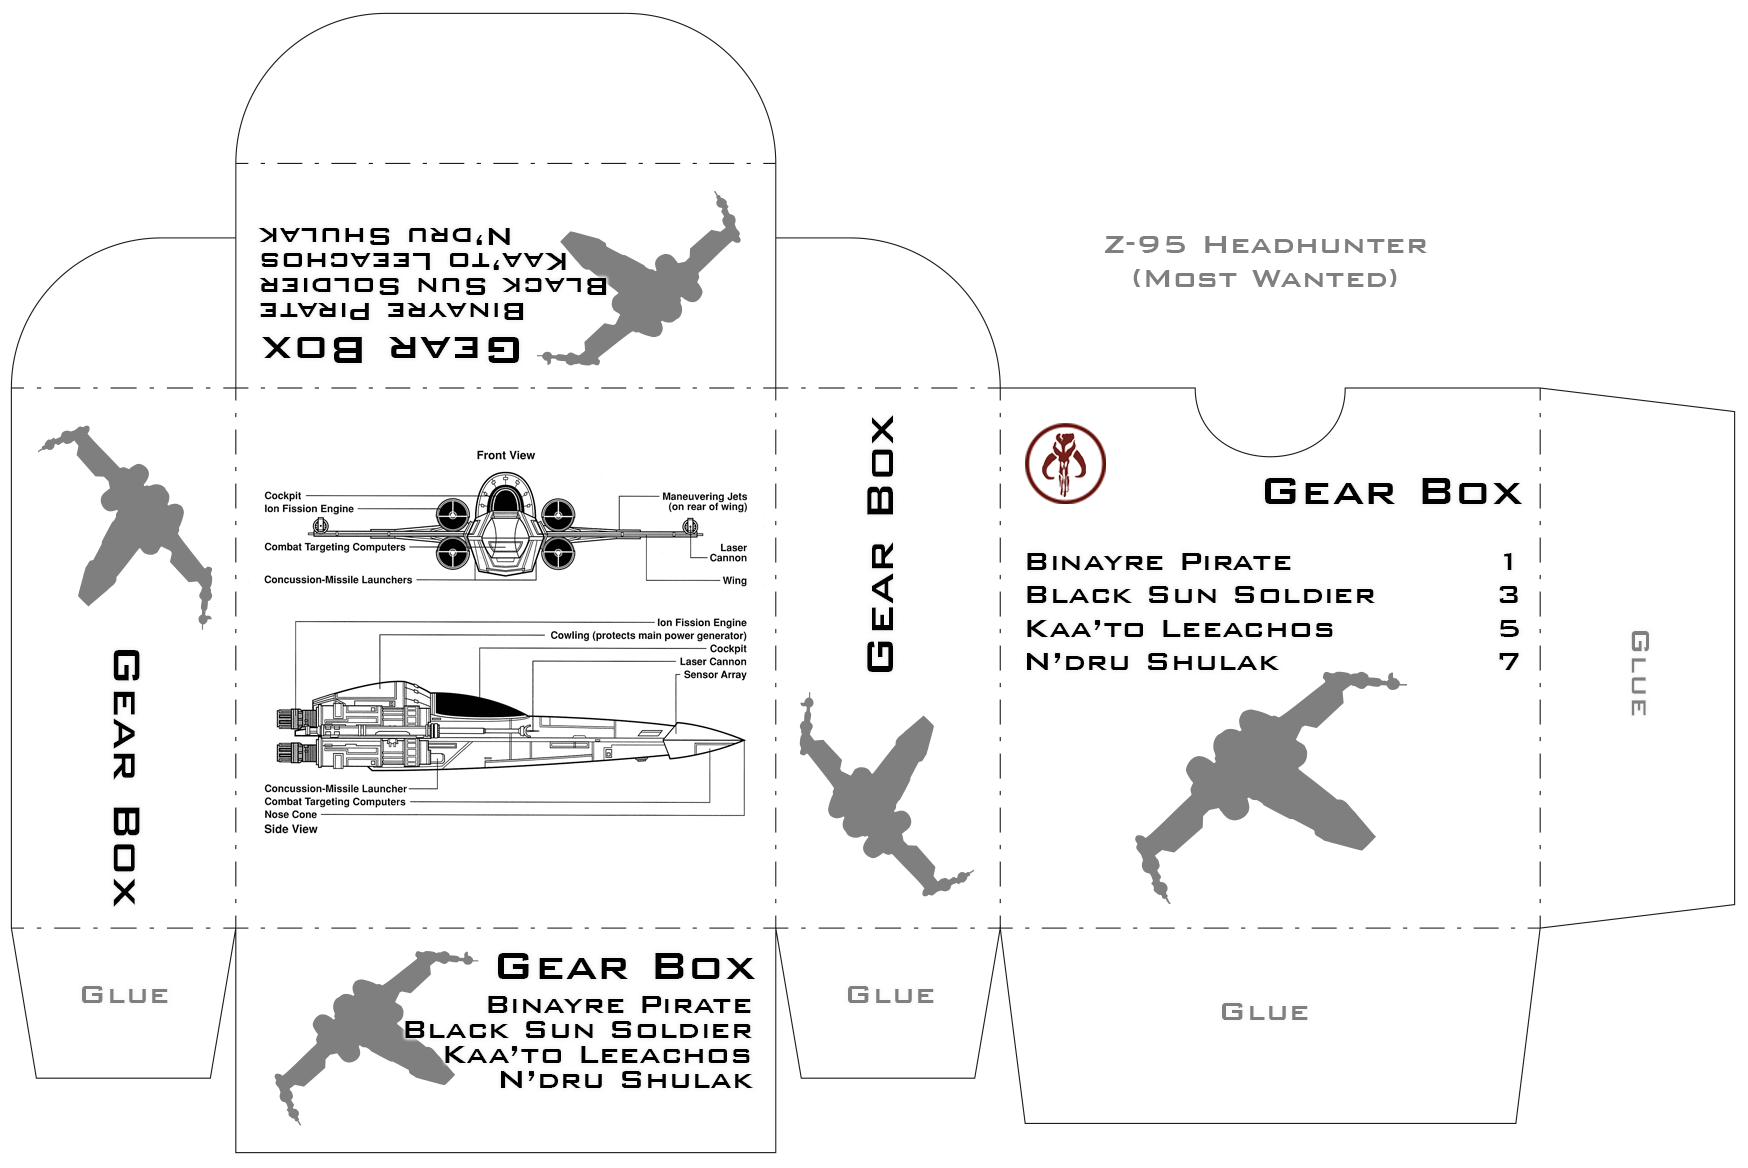 N'dru Shulak
Kaa'to Leeachos
Black Sun Soldier
Binayre Pirate
Gear Box
Z-95 Headhunter
(Most Wanted)
Gear Box
Front View
Cockpit
Ion Fission Engine
Combat Targeting Computers
Concussion-Missile Launchers
Maneuvering Jets
(on rear of wing)
Laser
Cannon
Wing
Ion Fission Engine
Cowling (protects main power generator)
Cockpit
Laser Cannon
Sensor Array
Concussion-Missile Launcher
Combat Targeting Computers
Nose Cone
Side View
Gear Box
Gear Box
Binayre Pirate 1
Black Sun Soldier 3
Kaa'to Leeachos 5
N'dru Shulak 7
Glue
Glue
Gear Box
Binayre Pirate
Black Sun Soldier
Kaa'to Leeachos
N'dru Shulak
Glue
Glue